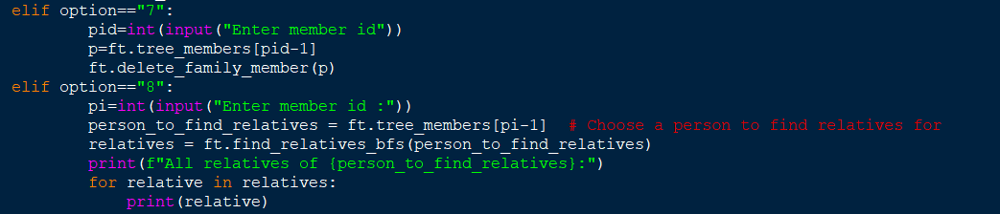 elif option=="7":
        pid=int(input("Enter member id"))
        p=ft.tree_members[pid-1]
        ft.delete_family_member(p)
elif option=="8":
        pi=int(input("Enter member id :"))
        person_to_find_relatives = ft.tree_members[pi-1]  # Choose a person to find relatives for
        relatives = ft.find_relatives_bfs(person_to_find_relatives)
        print(f"All relatives of {person_to_find_relatives}:")
        for relative in relatives:
            print(relative)